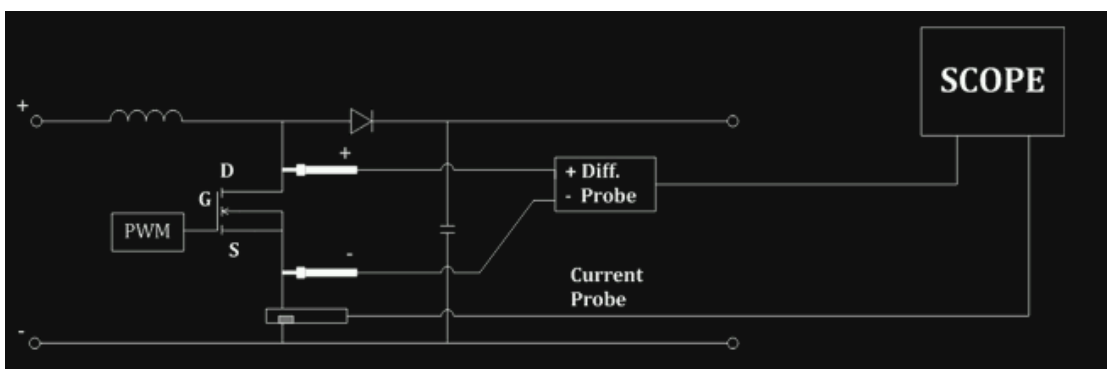 SCOPE
+
+
D
+ Diff.
- Probe
G
PWM
S
-
Current
Probe
-